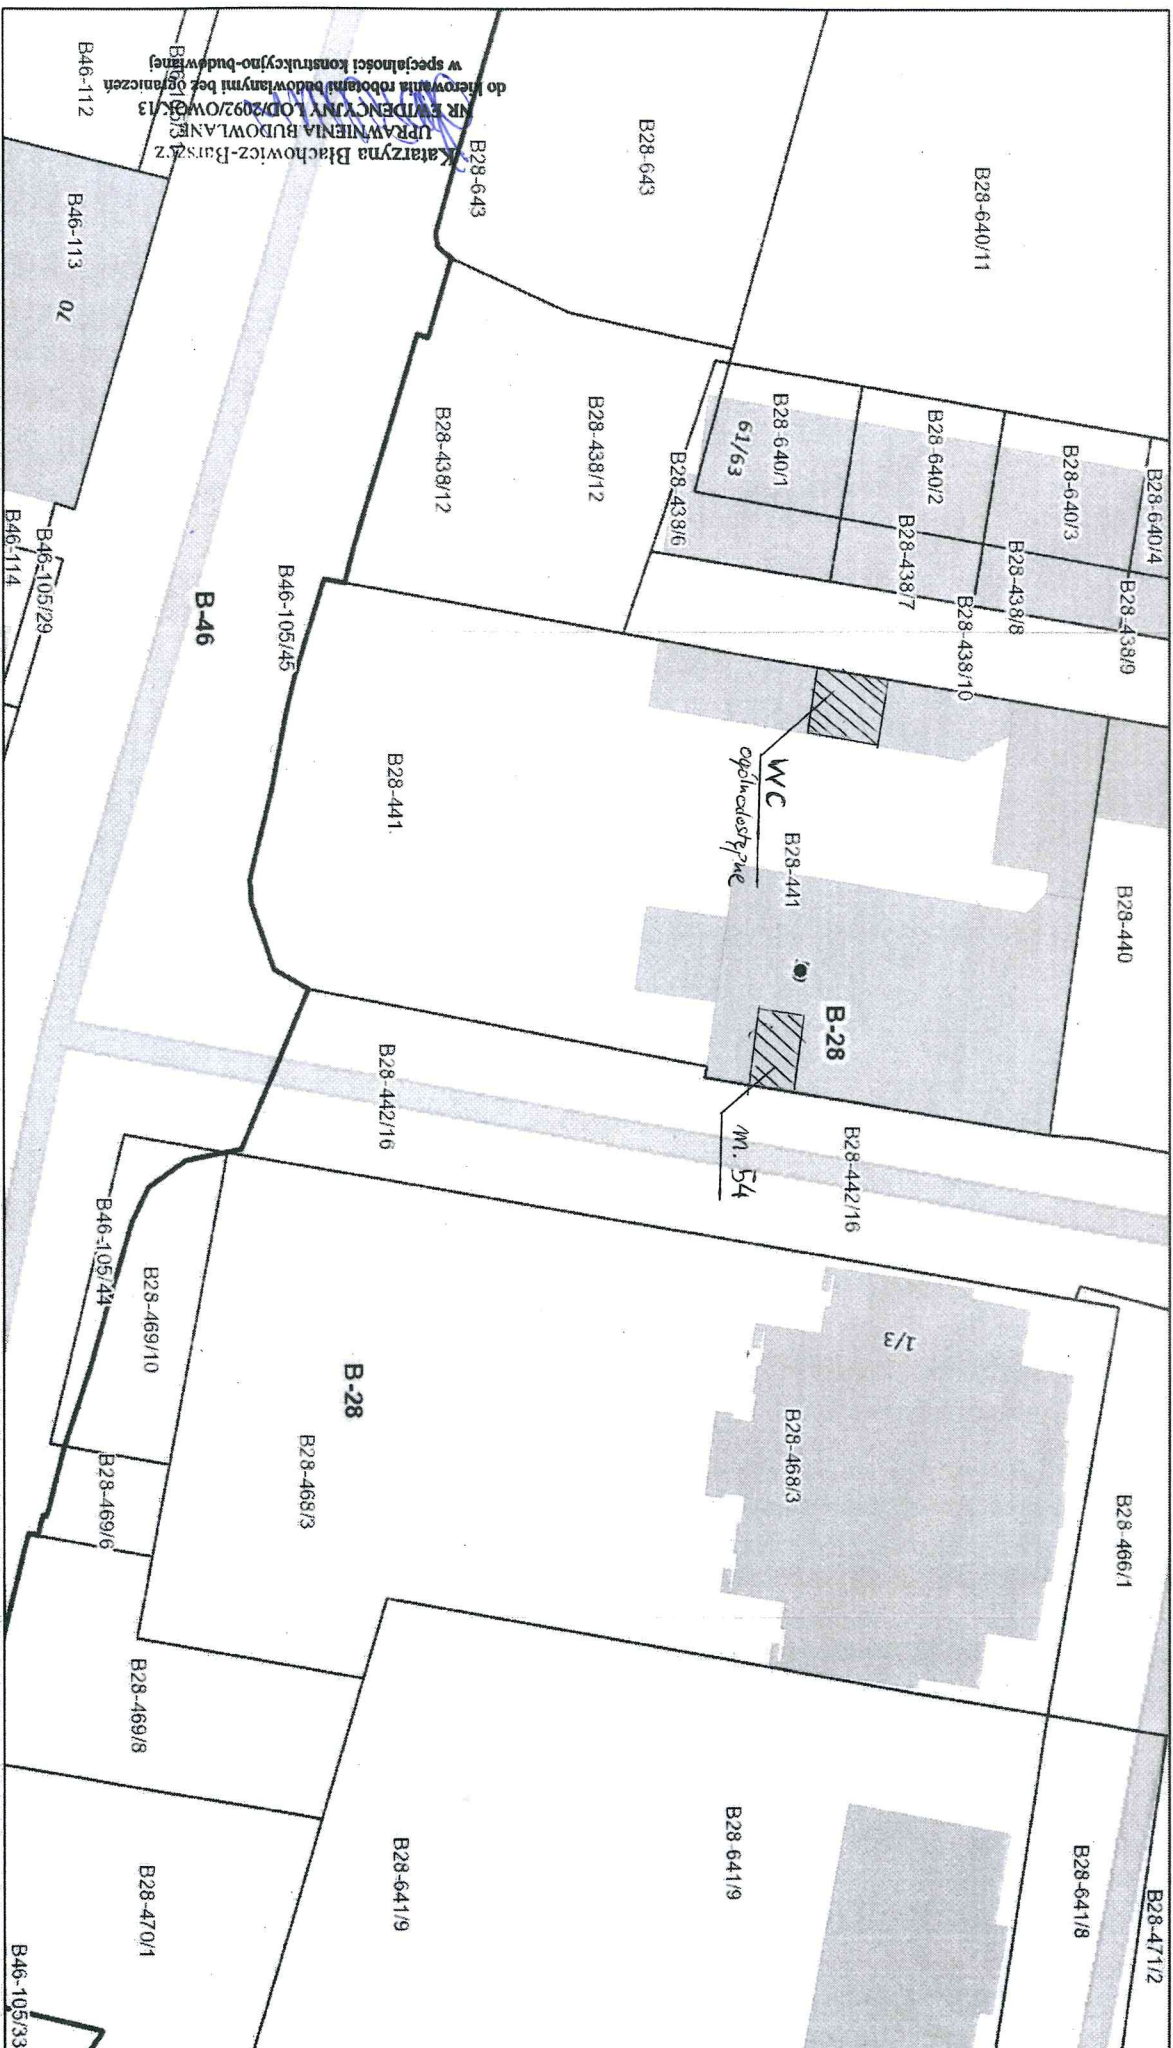 B46-112
w specjalności konstrukcyjno-budowlanej
do kierowania robotami budowlanymi bez ograniczeń
NR EWIDENCYJNY LOD/2092/OWOK/13
UPRAWNIENIA BUDOWLANE
Katarzyna Błachowicz-Barszcz
B28-643
B28-643
B28-640/11
B46-113
70
B28-438/12
B28-438/12
B28-438/6
B28-640/1
61/63
B28-640/2
B28-640/3
B28-640/4
B28-438/7
B28-438/8
B28-438/9
B28-438/10
B46-114
B46-105/29
B-46
B46-105/45
B28-441
WC
ogólnodostępne
B28-441
B28-440
B-28
m. 54
B28-442/16
B28-442/16
B46-105/44
B28-469/10
B-28
1/3
B28-468/3
B28-468/3
B28-469/6
B28-466/1
B28-469/8
B28-641/9
B28-641/9
B28-641/8
B28-471/2
B28-470/1
B46-105/33